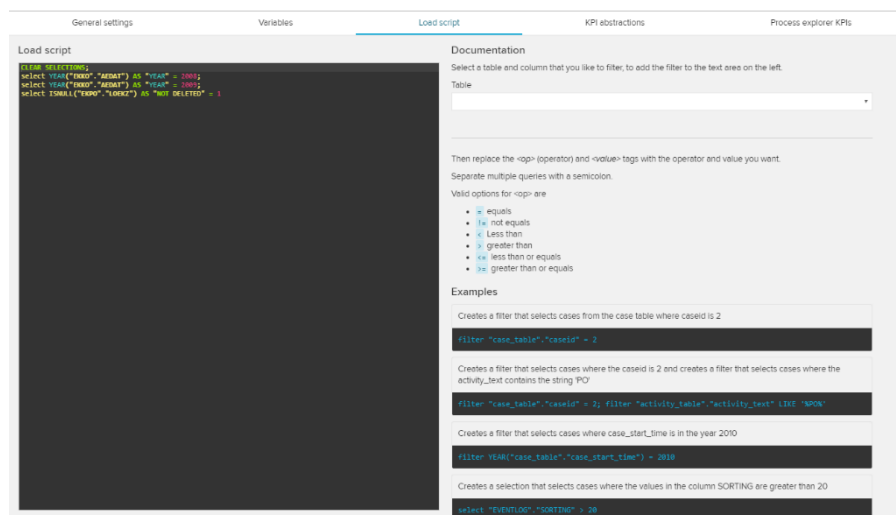 General settings
Variables
Load script
KPI abstractions
Process explorer KPIs
Load script
CLEAR SELECTIONS;
select YEAR("EKKO"."AEDAT") AS "YEAR" = 2008;
select YEAR("EKKO"."AEDAT") AS "YEAR" = 2009;
select ISNULL("EKPO"."LOEKZ") AS "NOT DELETED" = 1
Documentation
Select a table and column that you like to filter, to add the filter to the text area on the left.
Table
Then replace the <op> (operator) and <value> tags with the operator and value you want.
Separate multiple queries with a semicolon.
Valid options for <op> are
= equals
!= not equals
< Less than
> greater than
<= less than or equals
>= greater than or equals
Examples
Creates a filter that selects cases from the case table where caseid is 2
filter "case_table"."caseid" = 2
Creates a filter that selects cases where the caseid is 2 and creates a filter that selects cases where the
activity_text contains the string 'PO'
filter "case_table"."caseid" = 2; filter "activity_table"."activity_text" LIKE '%PO%'
Creates a filter that selects cases where case_start_time is in the year 2010
filter YEAR("case_table"."case_start_time") = 2010
Creates a selection that selects cases where the values in the column SORTING are greater than 20
select "EVENTLOG"."SORTING" > 20